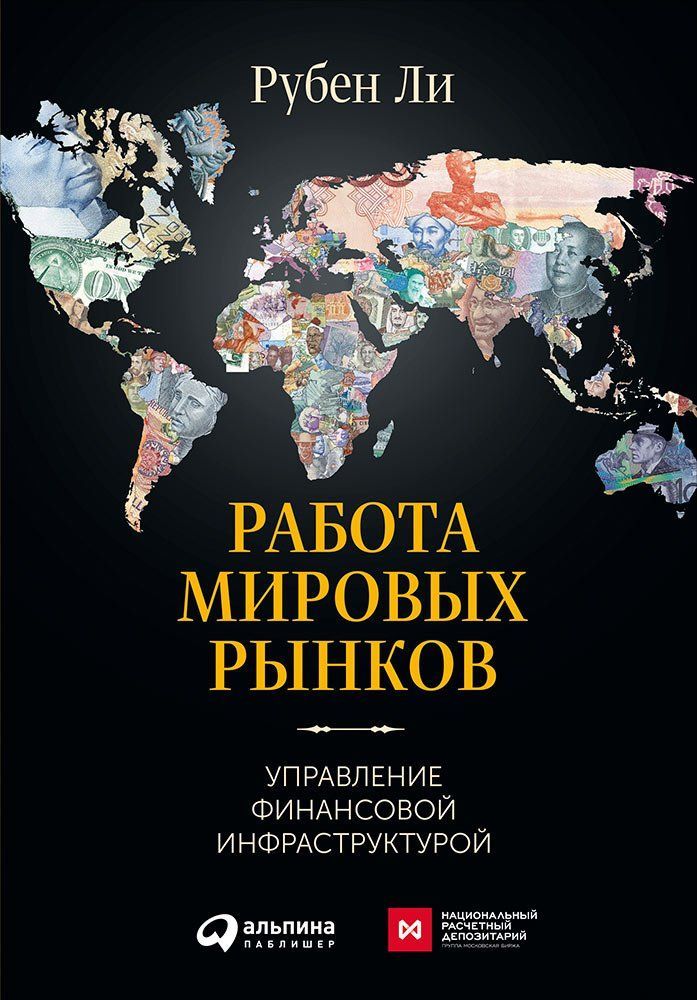 Рубен Ли
РАБОТА
МИРОВЫХ
РЫНКОВ
УПРАВЛЕНИЕ
ФИНАНСОВОЙ
ИНФРАСТРУКТУРОЙ
альпина
ПАБЛИШЕР
НАЦИОНАЛЬНЫЙ
РАСЧЕТНЫЙ
ДЕПОЗИТАРИЙ
ГРУППА МОСКОВСКАЯ БИРЖА